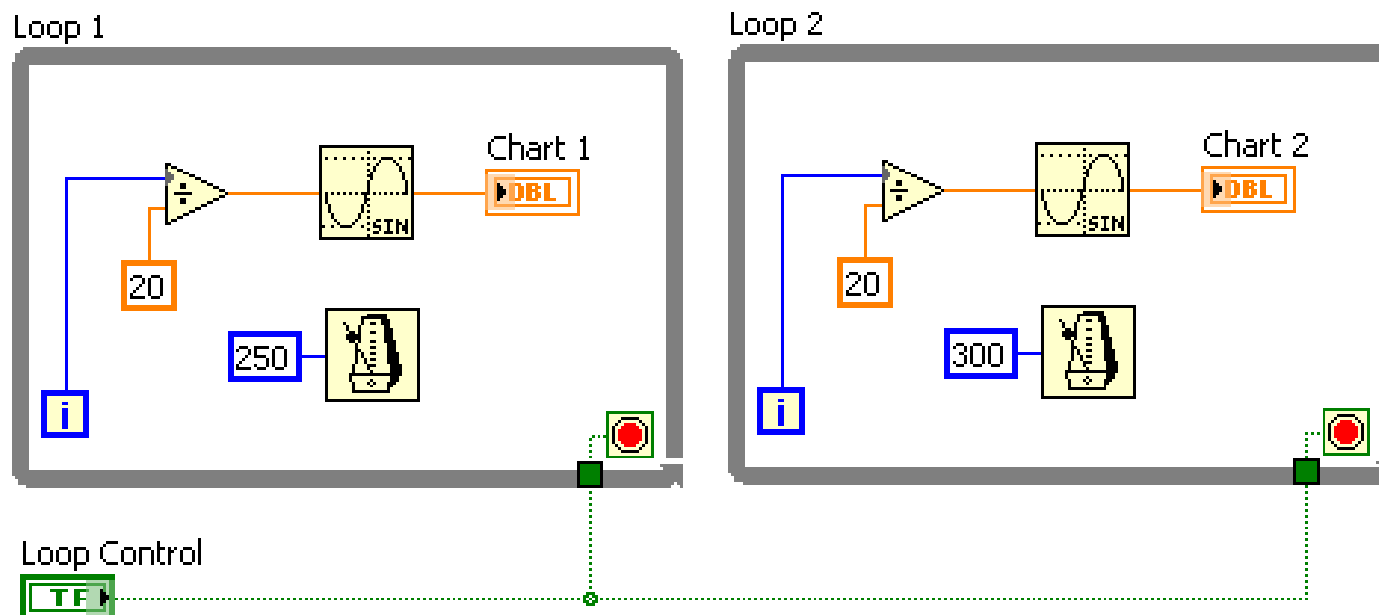 Loop 1
Loop 2
Chart 1
÷
SIN
DBL
20
250
i
Chart 2
÷
SIN
DBL
20
300
i
Loop Control
TF